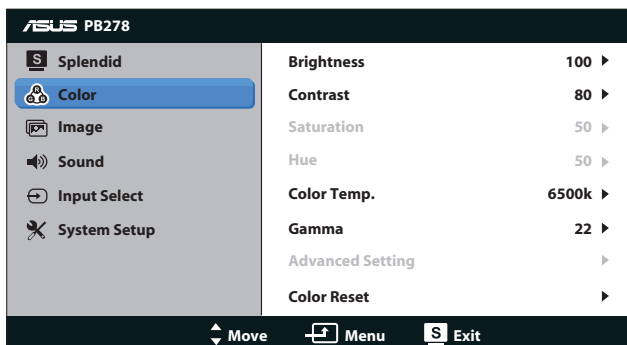 ASUS PB278
S Splendid
Color
Image
Sound
Input Select
System Setup
Brightness 100
Contrast 80
Saturation 50
Hue 50
Color Temp. 6500k
Gamma 22
Advanced Setting
Color Reset
Move Menu S Exit